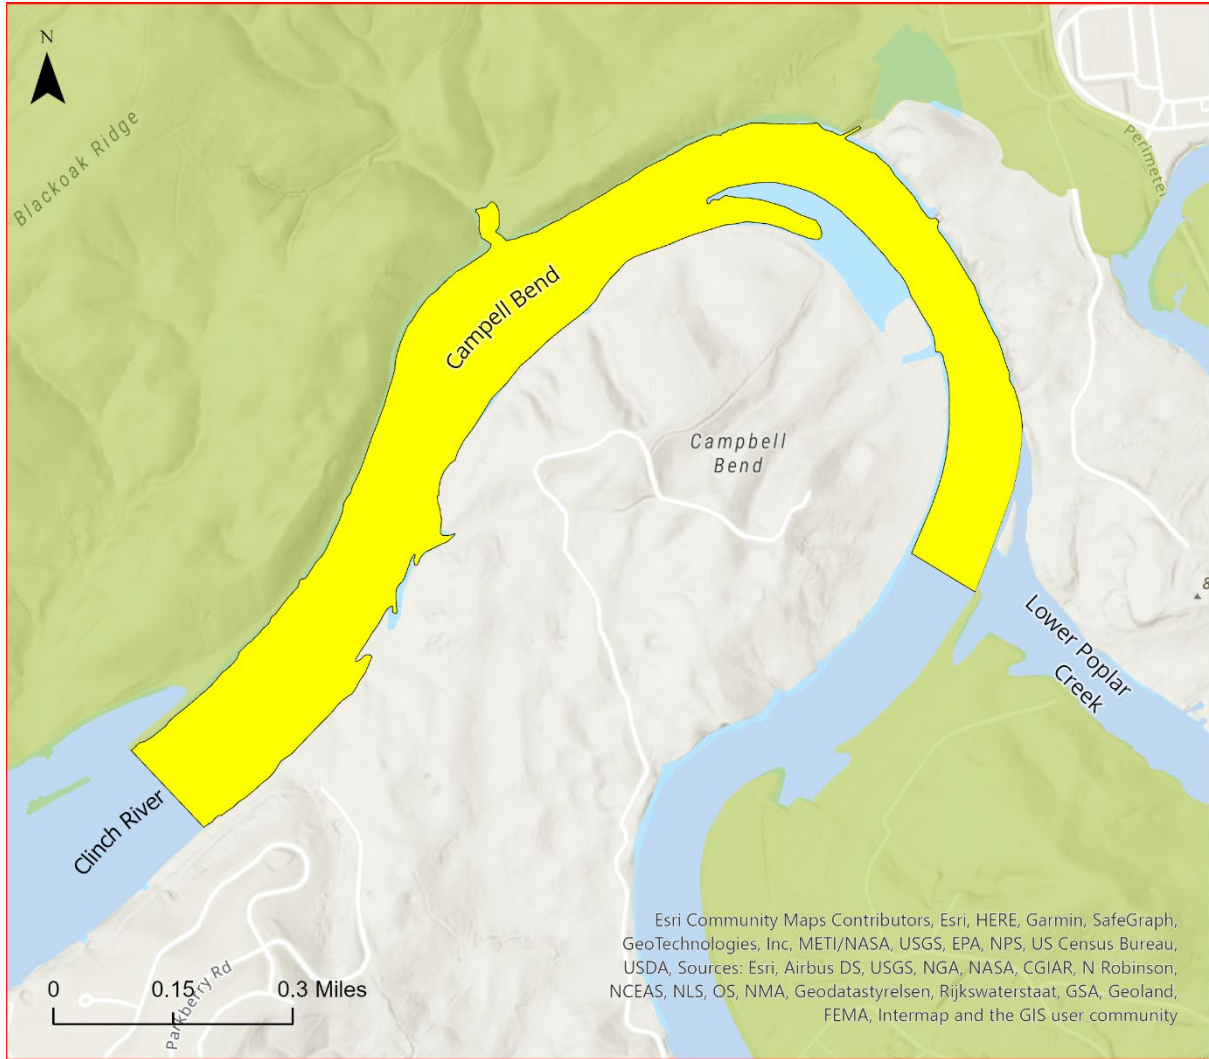 N
Blackoak Ridge
Perimeter
Campell Bend
Campbell
Bend
8
Lower Poplar
Creek
Clinch River
Parkberry Rd
0 0.15 0.3 Miles
Esri Community Maps Contributors, Esri, HERE, Garmin, SafeGraph,
GeoTechnologies, Inc, METI/NASA, USGS, EPA, NPS, US Census Bureau,
USDA, Sources: Esri, Airbus DS, USGS, NGA, NASA, CGIAR, N Robinson,
NCEAS, NLS, OS, NMA, Geodatastyrelsen, Rijkswaterstaat, GSA, Geoland,
FEMA, Intermap and the GIS user community